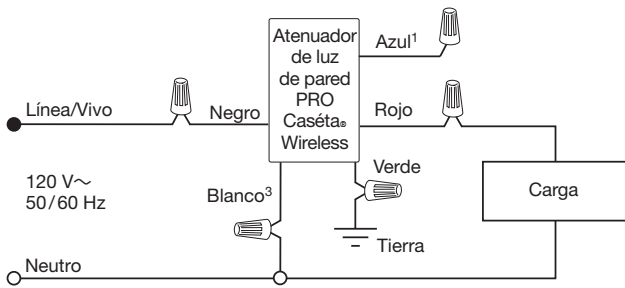 Atenuador
de luz
de pared
PRO
Caséta®
Wireless
Azul¹
Línea/Vivo
Negro
Rojo
Verde
120 V~
50/60 Hz
Blanco³
Carga
Tierra
Neutro